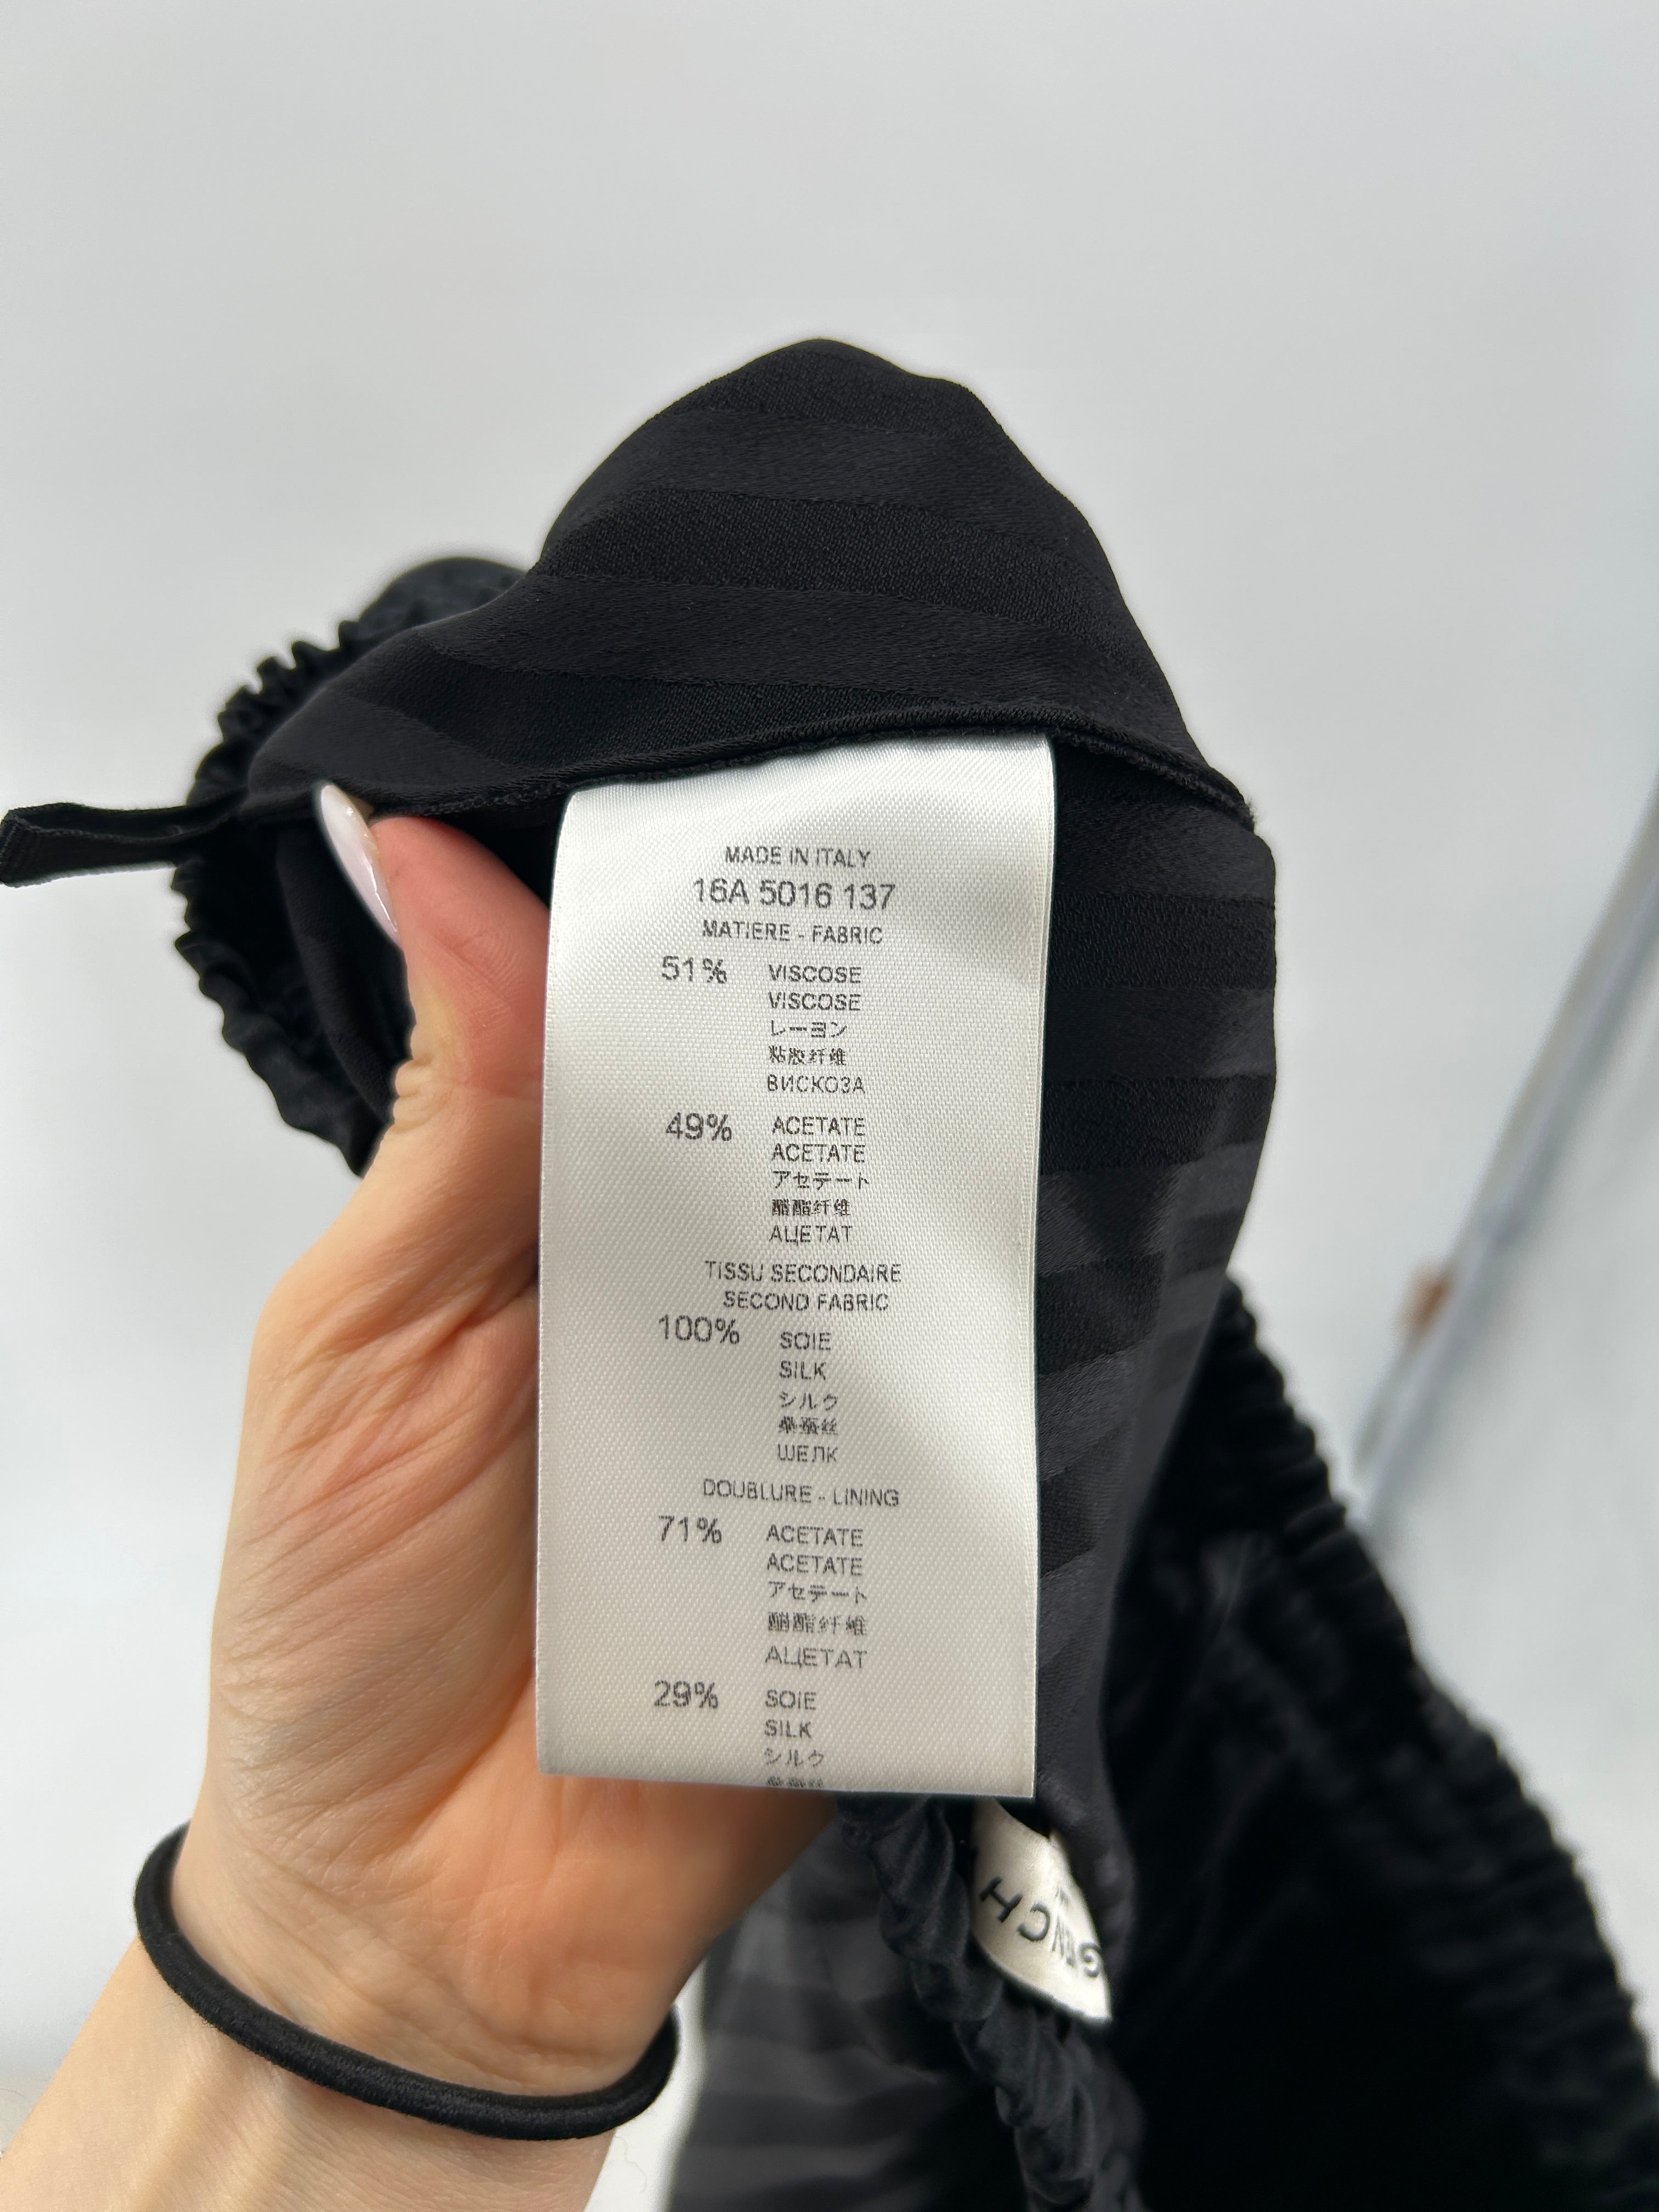 MADE IN ITALY
16A 5016 137
MATIERE - FABRIC
51% VISCOSE
VISCOSE
レーヨン
粘胶纤维
ВИСКОЗА
49% ACETATE
ACETATE
アセテート
醋酯纤维
АЦЕТАТ
TISSU SECONDAIRE
SECOND FABRIC
100% SOIE
SILK
シルク
桑蚕丝
ШЕЛК
DOUBLURE - LINING
71% ACETATE
ACETATE
アセテート
醋酯纤维
АЦЕТАТ
29% SOIE
SILK
シルク